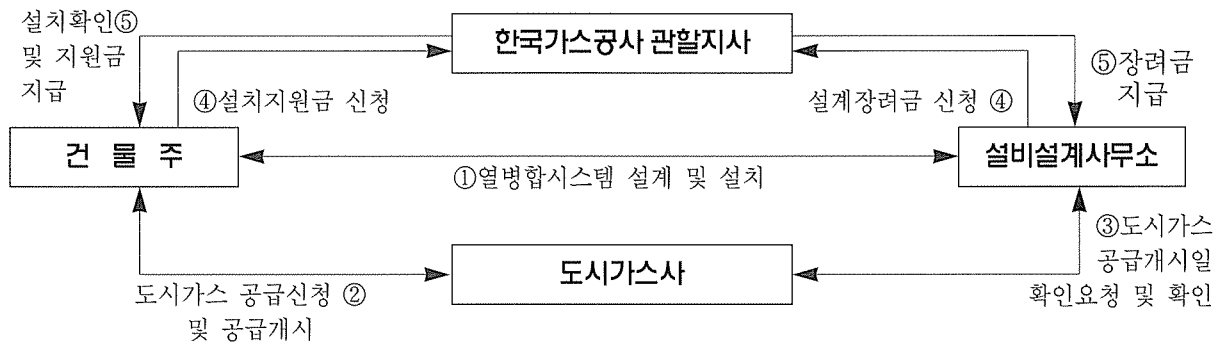 설치확인⑤
및 지원금
지급
한국가스공사 관할지사
④설치지원금 신청
설계장려금 신청 ④
⑤장려금
지급
건 물 주
①열병합시스템 설계 및 설치
설비설계사무소
도시가스 공급신청 ②
및 공급개시
도시가스사
③도시가스
공급개시일
확인요청 및 확인